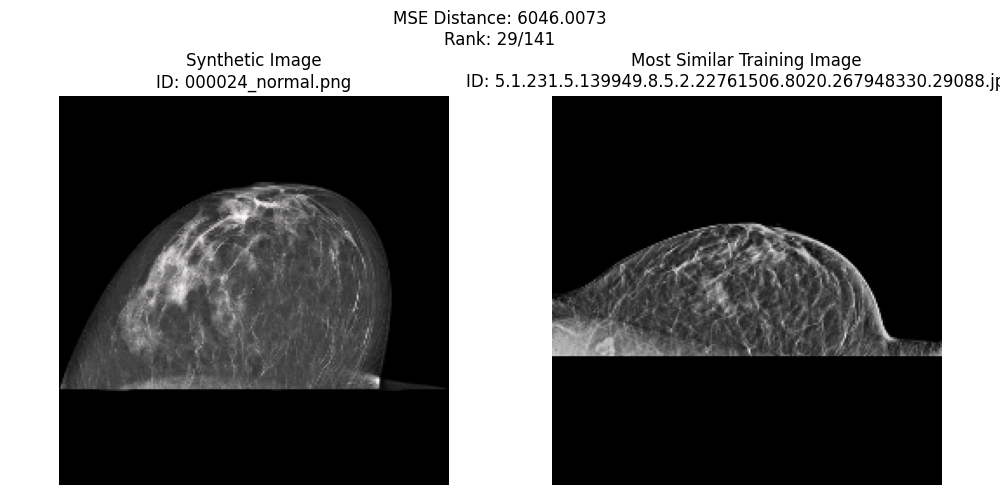 MSE Distance: 6046.0073
Rank: 29/141
Synthetic Image
ID: 000024_normal.png
Most Similar Training Image
ID: 5.1.231.5.139949.8.5.2.22761506.8020.267948330.29088.jp